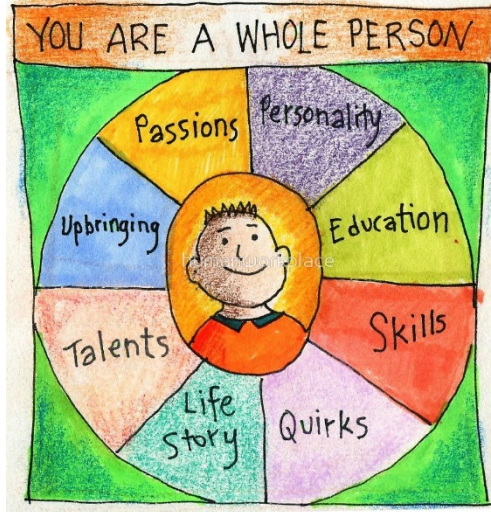 YOU ARE A WHOLE PERSON
Passions
Personality
Education
Skills
Quirks
Life
Story
Talents
Upbringing